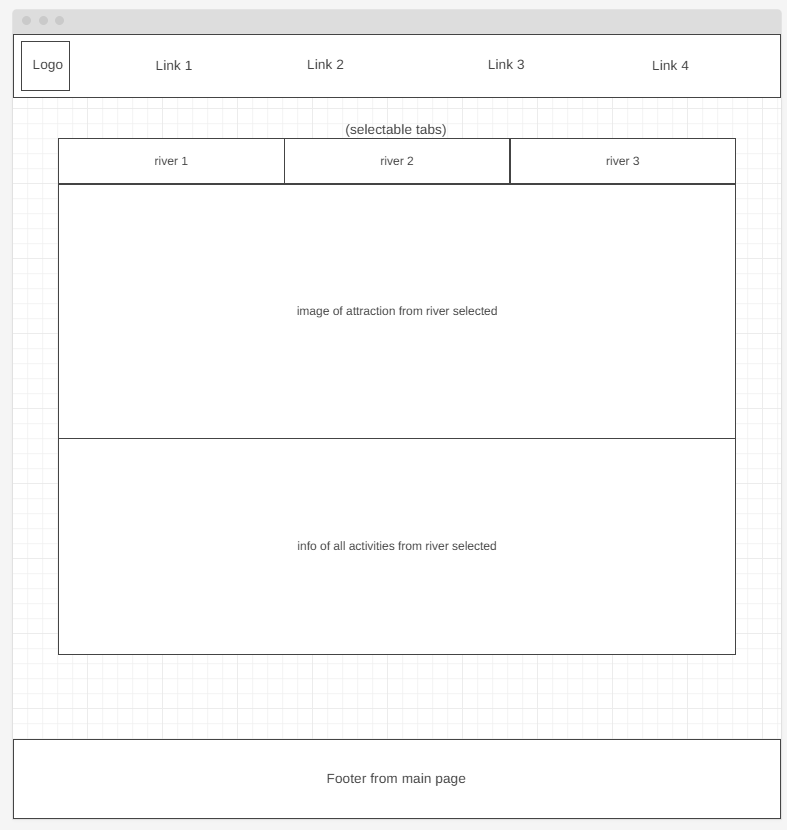 Logo
Link 1
Link 2
Link 3
Link 4
(selectable tabs)
river 1
river 2
river 3
image of attraction from river selected
info of all activities from river selected
Footer from main page